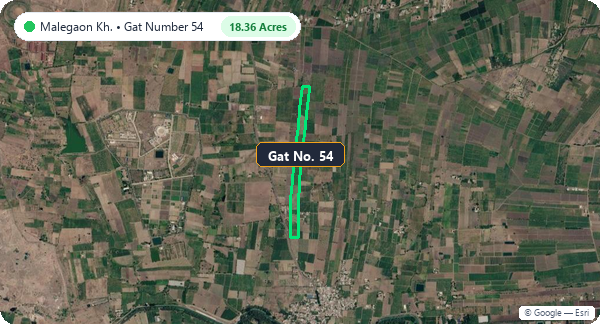 Malegaon Kh. • Gat Number 54
18.36 Acres
Gat No. 54
© Google — Esri